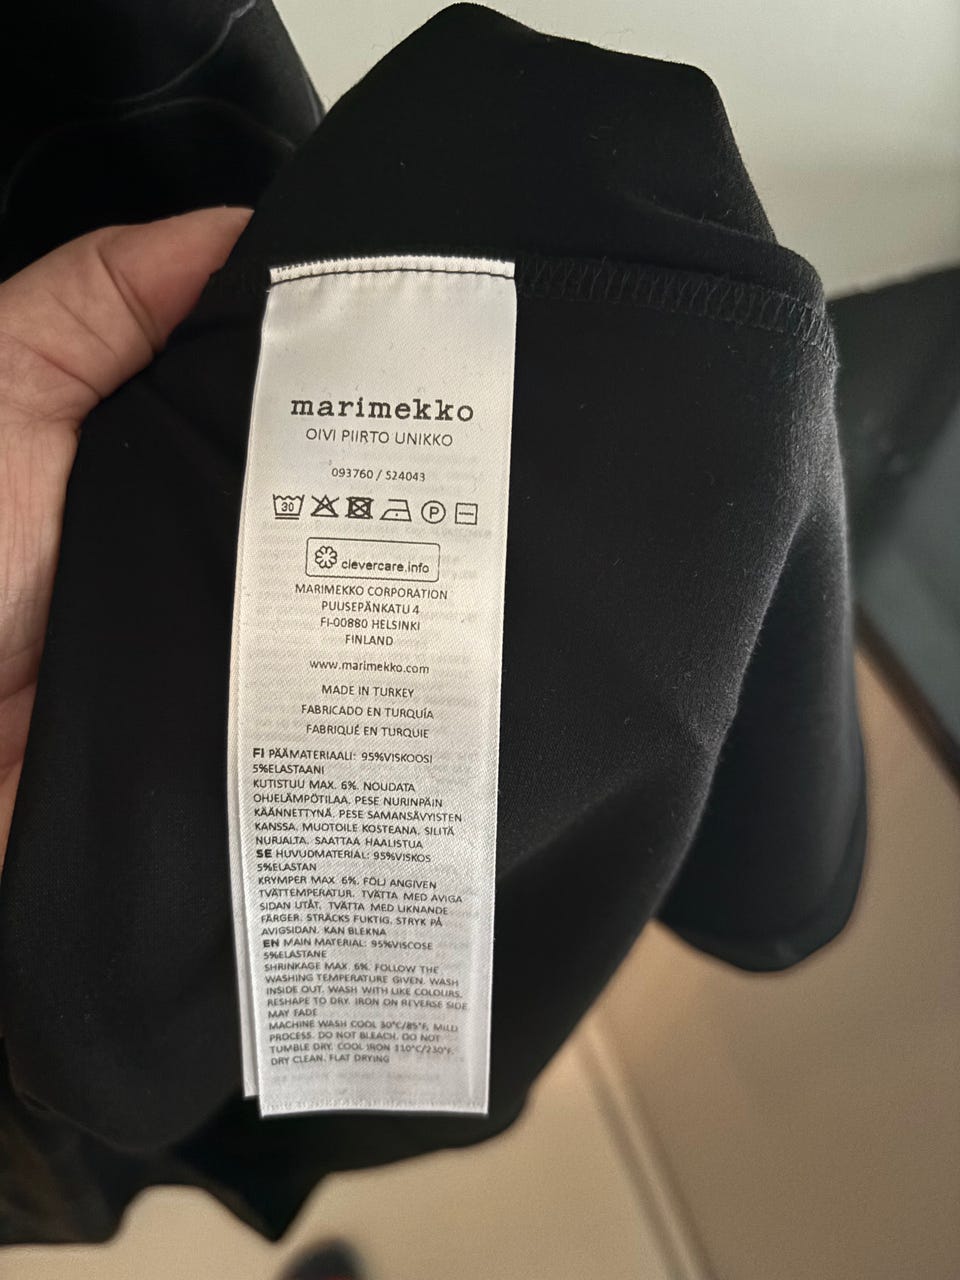 marimekko
OIVI PIIRTO UNIKKO
093760 / S24043
30 P
clevercare.info
MARIMEKKO CORPORATION
PUUSEPÄNKATU 4
FI-00880 HELSINKI
FINLAND
www.marimekko.com
MADE IN TURKEY
FABRICADO EN TURQUÍA
FABRIQUÉ EN TURQUIE
FI PÄÄMATERIAALI: 95%VISKOOSI
5%ELASTAANI
KUTISTUU MAX. 6%. NOUDATA
OHJELÄMPÖTILAA. PESE NURINPÄIN
KÄÄNNETTYNÄ. PESE SAMANSÄVYISTEN
KANSSA. MUOTOILE KOSTEANA. SILITÄ
NURJALTA. SAATTAA HAALISTUA
SE HUVUDMATERIAL: 95%VISKOS
5%ELASTAN
KRYMPER MAX. 6%. FÖLJ ANGIVEN
TVÄTTEMPERATUR. TVÄTTA MED AVIGA
SIDAN UTÅT. TVÄTTA MED LIKNANDE
FÄRGER. STRÄCKS FUKTIG. STRYK PÅ
AVIGSIDAN. KAN BLEKNA
EN MAIN MATERIAL: 95%VISCOSE
5%ELASTANE
SHRINKAGE MAX. 6%. FOLLOW THE
WASHING TEMPERATURE GIVEN. WASH
INSIDE OUT. WASH WITH LIKE COLOURS.
RESHAPE TO DRY. IRON ON REVERSE SIDE.
MAY FADE
MACHINE WASH COOL 30°C/85°F, MILD
PROCESS. DO NOT BLEACH. DO NOT
TUMBLE DRY. COOL IRON 110°C/230°F.
DRY CLEAN. FLAT DRYING